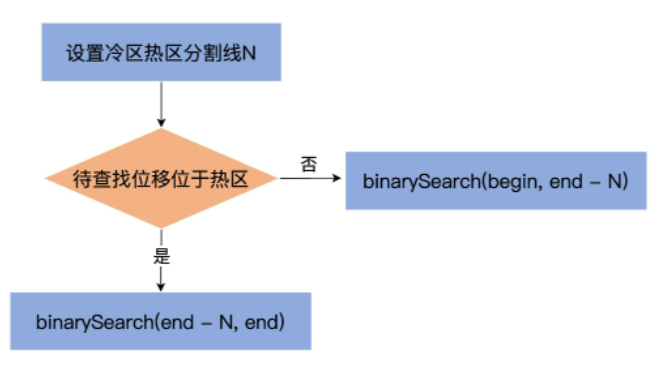 设置冷区热区分割线N
待查找位移位于热区
否
binarySearch(begin, end - N)
是
binarySearch(end - N, end)